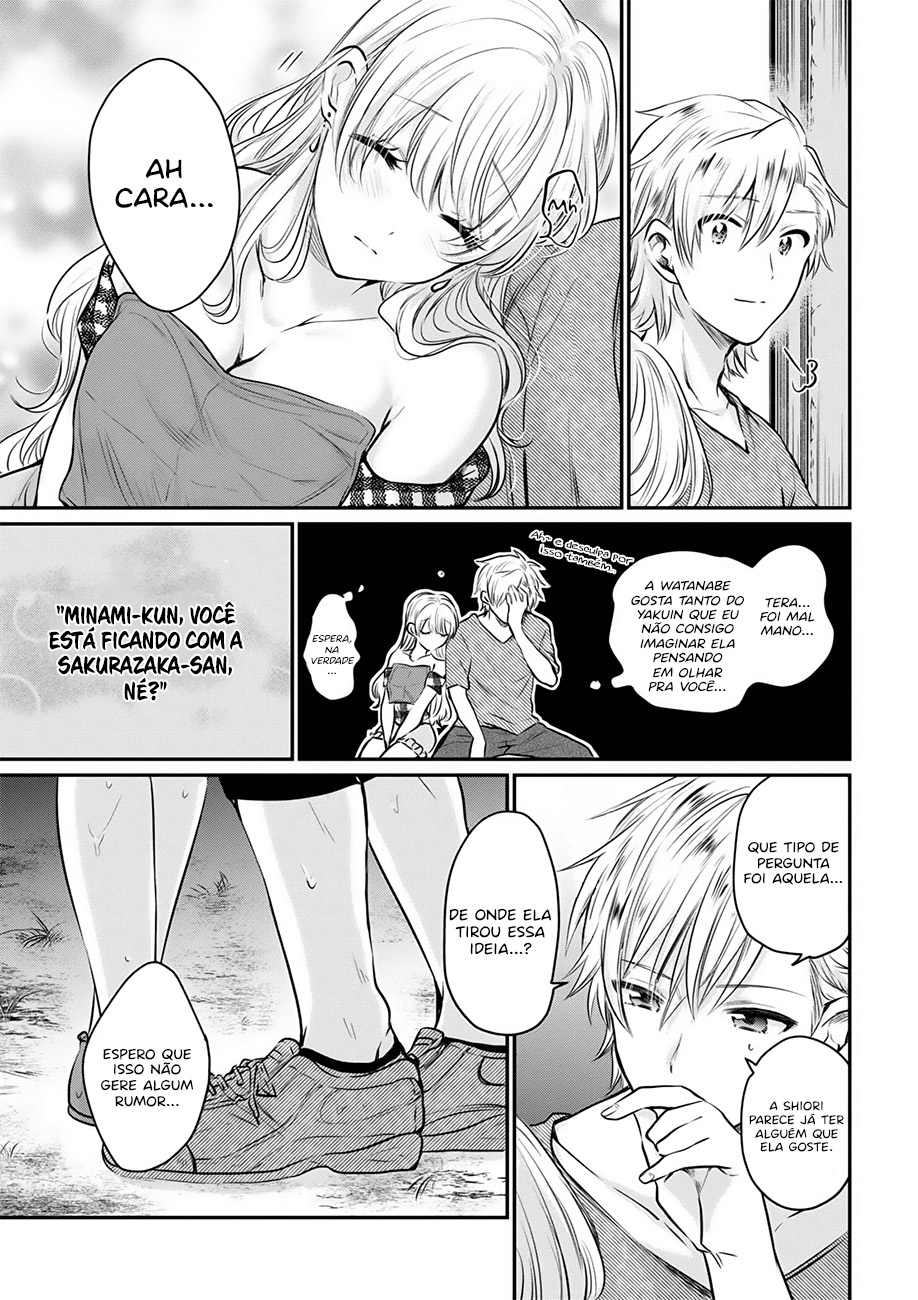 AH
CARA...
Mh
TERA...
FOI MAL
MANO...
A WATANABE
GOSTA TANTO DO
YAKUIN QUE EU
NÃO CONSIGO
IMAGINAR ELA
PENSANDO
EM OLHAR
PRA VOCÊ...
Ah~ e desculpa por
isso também..
ESPERA,
NA
VERDADE
...
"MINAMI-KUN, VOCÊ
ESTÁ FICANDO COM A
SAKURAZAKA-SAN,
NÉ?"
QUE TIPO DE
PERGUNTA
FOI AQUELA...
A SHIORI
PARECE JÁ TER
ALGUÉM QUE
ELA GOSTE.
DE ONDE ELA
TIROU ESSA
IDEIA...?
ESPERO QUE
ISSO NÃO
GERE ALGUM
RUMOR...